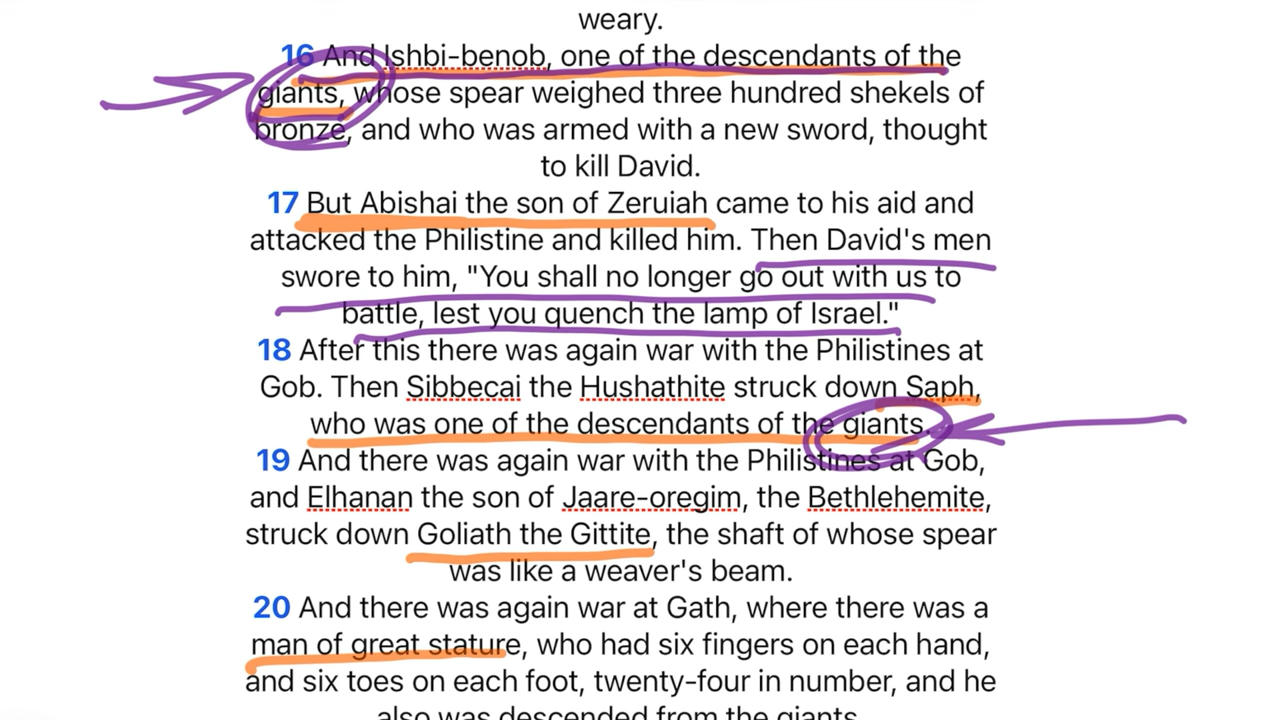 weary.
16 And Ishbi-benob, one of the descendants of the
giants, whose spear weighed three hundred shekels of
bronze, and who was armed with a new sword, thought
to kill David.
17 But Abishai the son of Zeruiah came to his aid and
attacked the Philistine and killed him. Then David's men
swore to him, "You shall no longer go out with us to
battle, lest you quench the lamp of Israel."
18 After this there was again war with the Philistines at
Gob. Then Sibbecai the Hushathite struck down Saph,
who was one of the descendants of the giants.
19 And there was again war with the Philistines at Gob,
and Elhanan the son of Jaare-oregim, the Bethlehemite,
struck down Goliath the Gittite, the shaft of whose spear
was like a weaver's beam.
20 And there was again war at Gath, where there was a
man of great stature, who had six fingers on each hand,
and six toes on each foot, twenty-four in number, and he
also was descended from the giants.